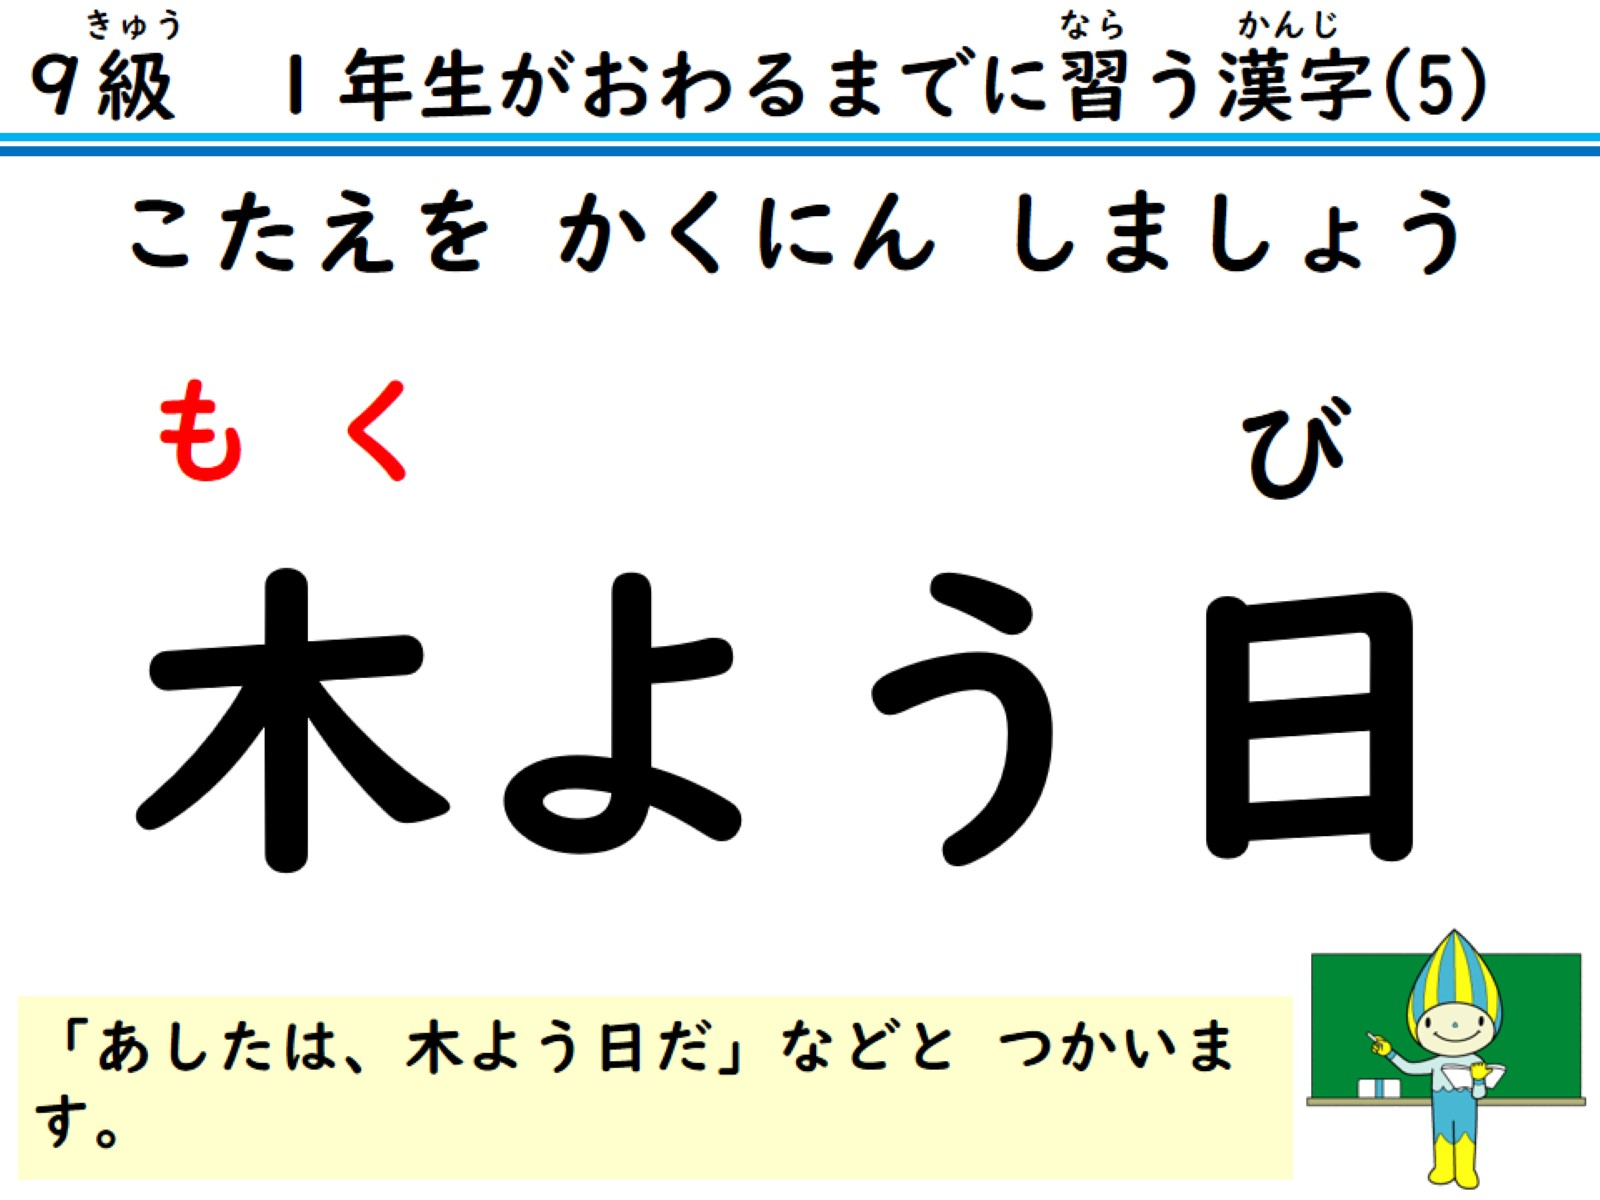 きゅう なら かんじ
９級　１年生がおわるまでに習う漢字(5)
こたえを かくにん しましょう
もく び
木よう日
「あしたは、木よう日だ」などと つかいま
す。